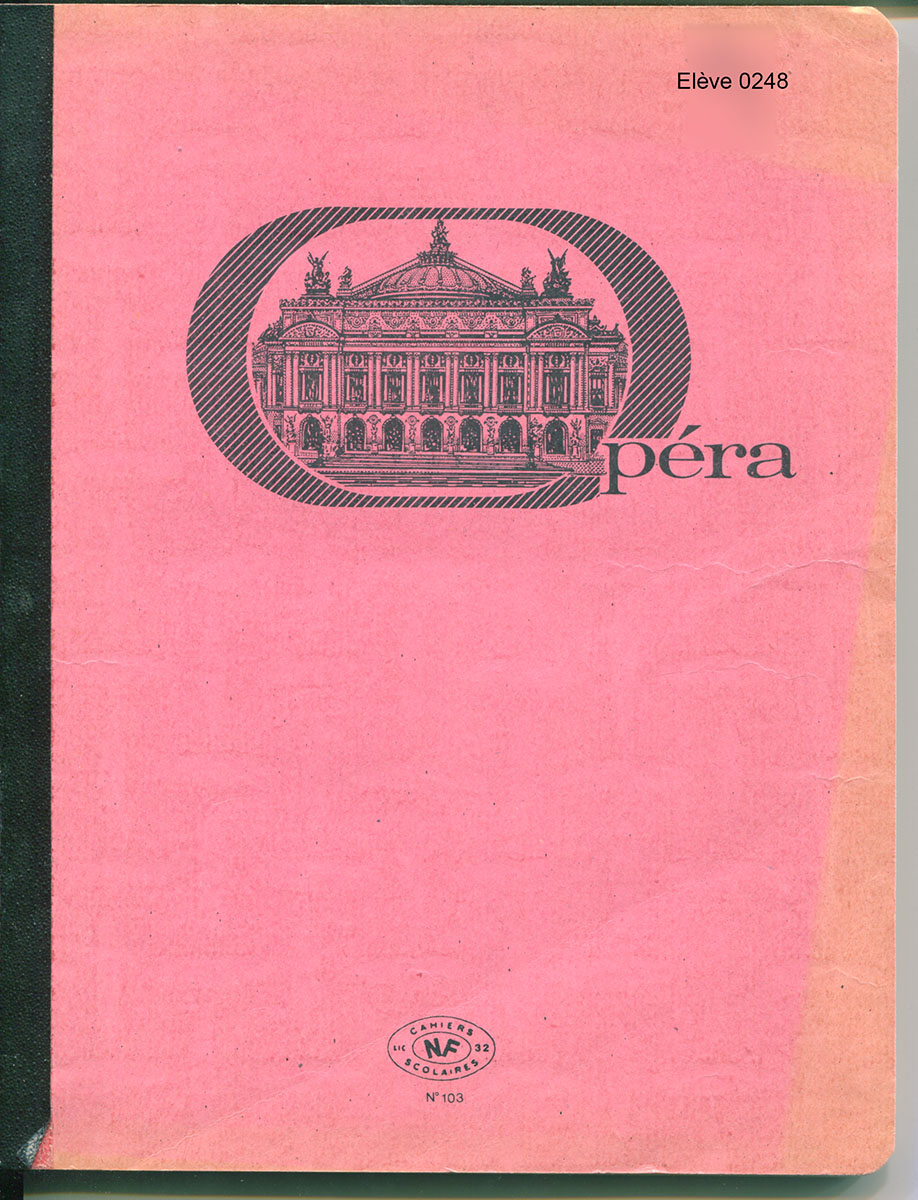 Elève 0248
Opéra
CAHIERS
LIC NF 32
SCOLAIRES
N° 103